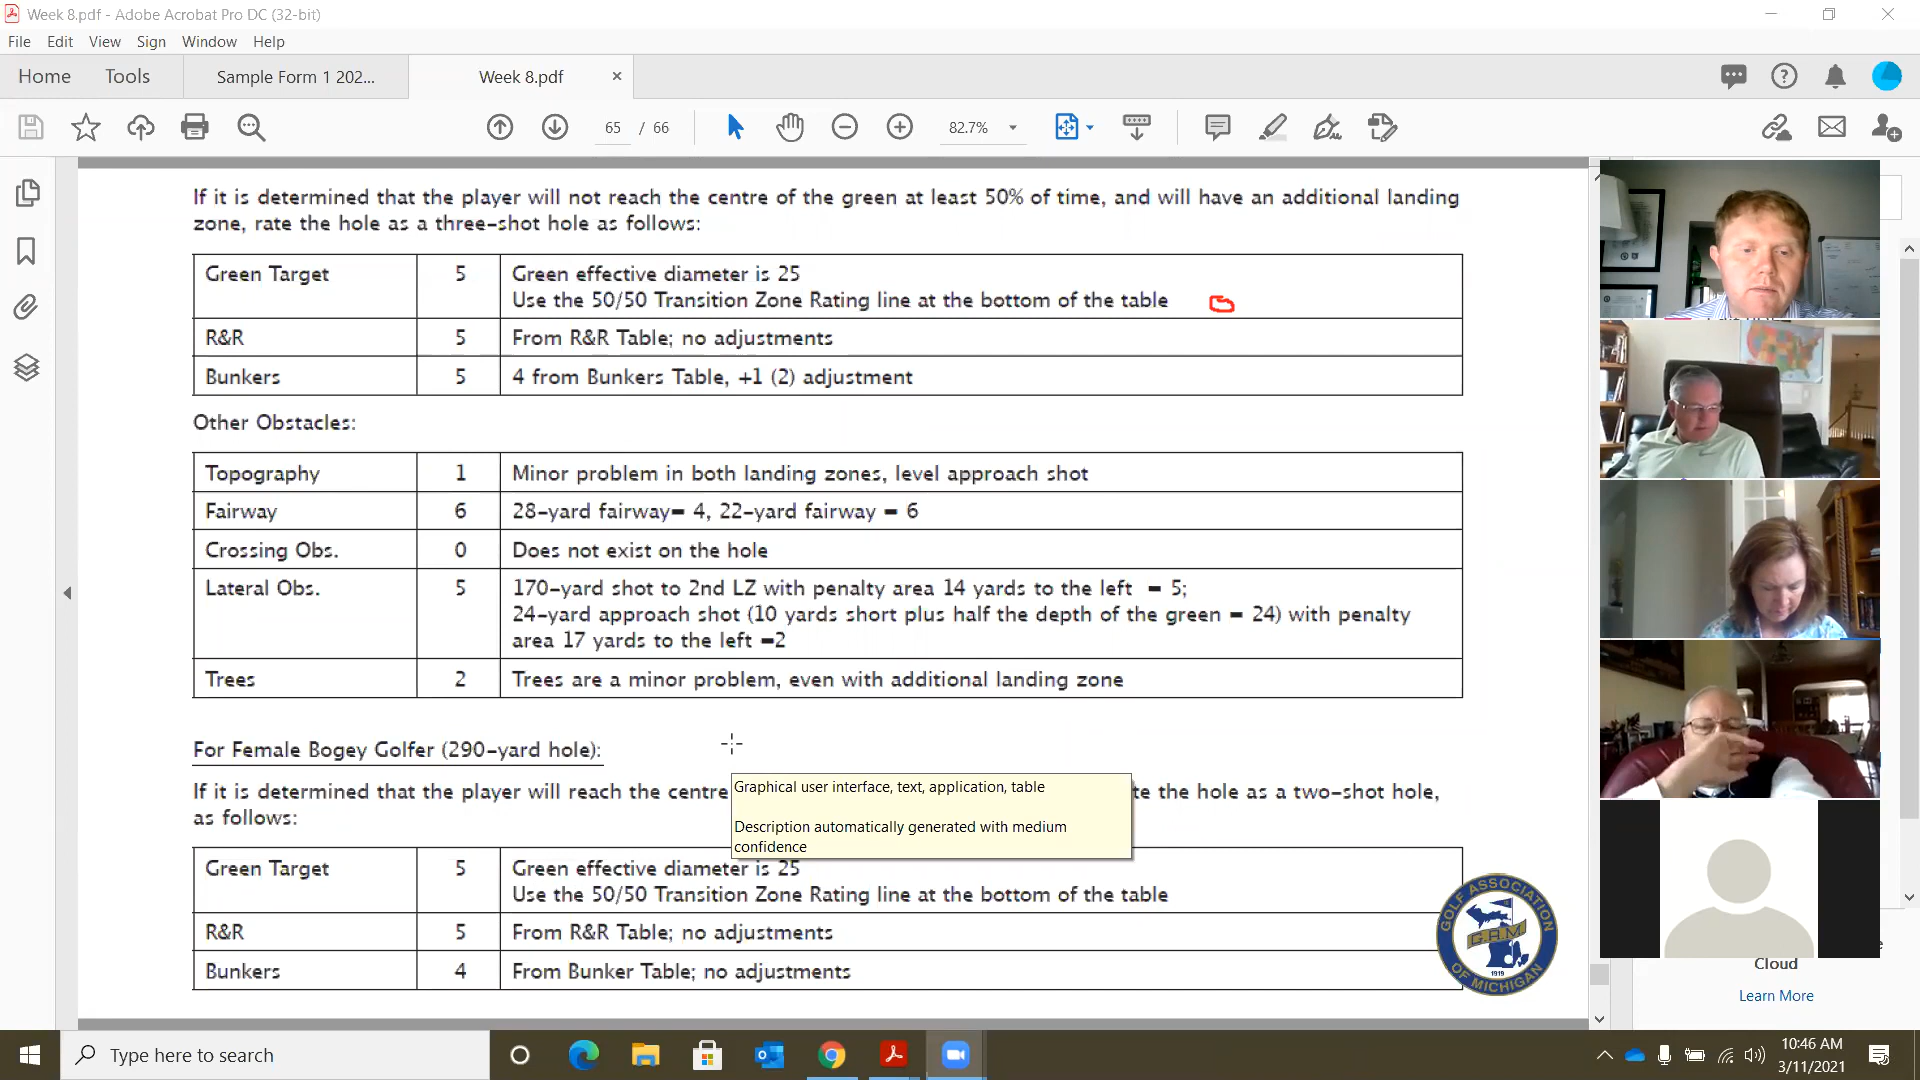 Week 8.pdf - Adobe Acrobat Pro DC (32-bit)
File Edit View Sign Window Help
Home Tools Sample Form 1 202... Week 8.pdf
65 / 66 82.7%
If it is determined that the player will not reach the centre of the green at least 50% of time, and will have an additional landing
zone, rate the hole as a three-shot hole as follows:
Green Target 5 Green effective diameter is 25
Use the 50/50 Transition Zone Rating line at the bottom of the table
R&R 5 From R&R Table; no adjustments
Bunkers 5 4 from Bunkers Table, +1 (2) adjustment
Other Obstacles:
Topography 1 Minor problem in both landing zones, level approach shot
Fairway 6 28-yard fairway= 4, 22-yard fairway = 6
Crossing Obs. 0 Does not exist on the hole
Lateral Obs. 5 170-yard shot to 2nd LZ with penalty area 14 yards to the left = 5;
24-yard approach shot (10 yards short plus half the depth of the green = 24) with penalty
area 17 yards to the left =2
Trees 2 Trees are a minor problem, even with additional landing zone
For Female Bogey Golfer (290-yard hole):
If it is determined that the player will reach the centre te the hole as a two-shot hole,
as follows:
Graphical user interface, text, application, table
Description automatically generated with medium
confidence
Green Target 5 Green effective diameter is 25
Use the 50/50 Transition Zone Rating line at the bottom of the table
R&R 5 From R&R Table; no adjustments
Bunkers 4 From Bunker Table; no adjustments
GOLF ASSOCIATION
G.A.M
1919
OF MICHIGAN
Cloud
Learn More
Type here to search
10:46 AM
3/11/2021